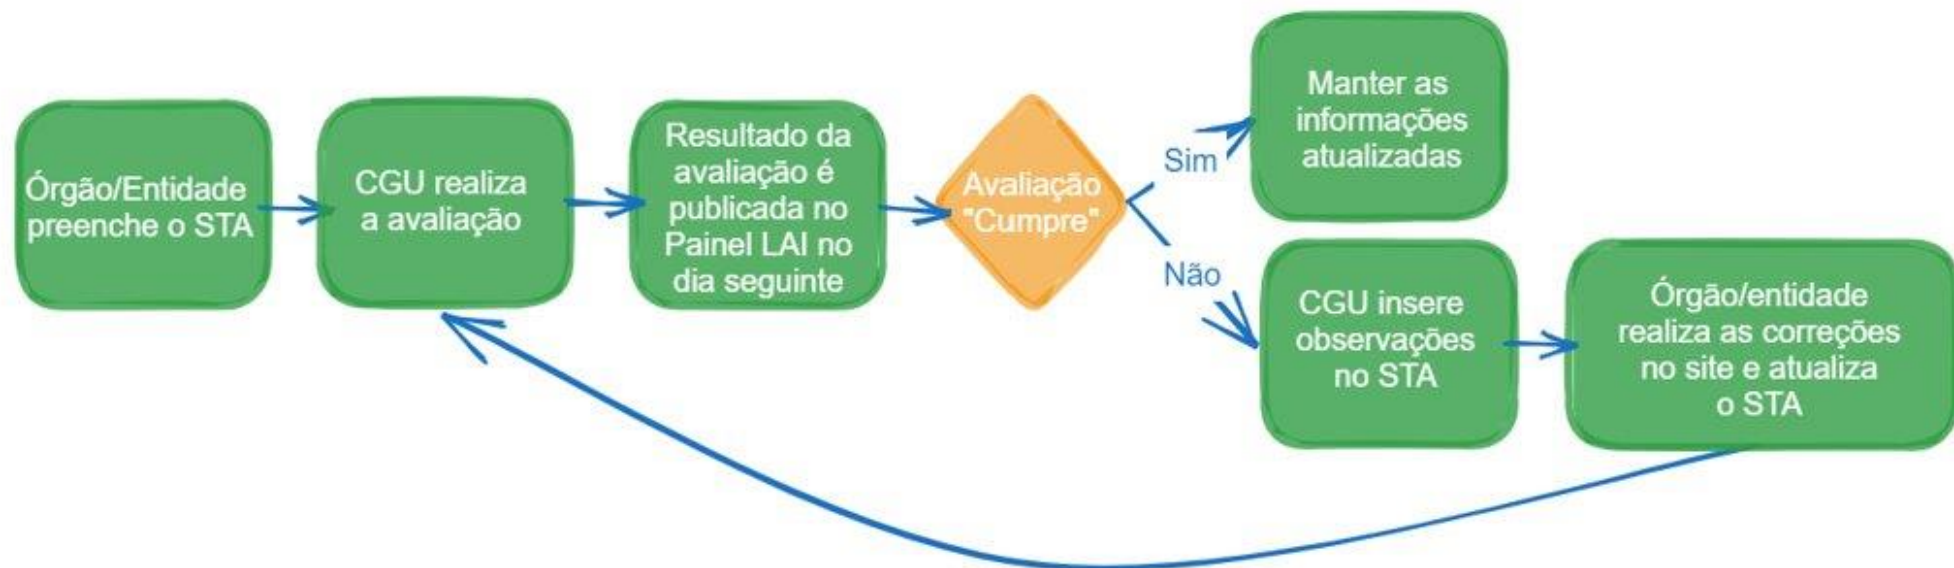 Órgão/Entidade
preenche o STA
CGU realiza
a avaliação
Resultado da
avaliação é
publicada no
Painel LAI no
dia seguinte
Avaliação
"Cumpre"
Sim
Manter as
informações
atualizadas
Não
CGU insere
observações
no STA
Órgão/entidade
realiza as correções
no site e atualiza
o STA